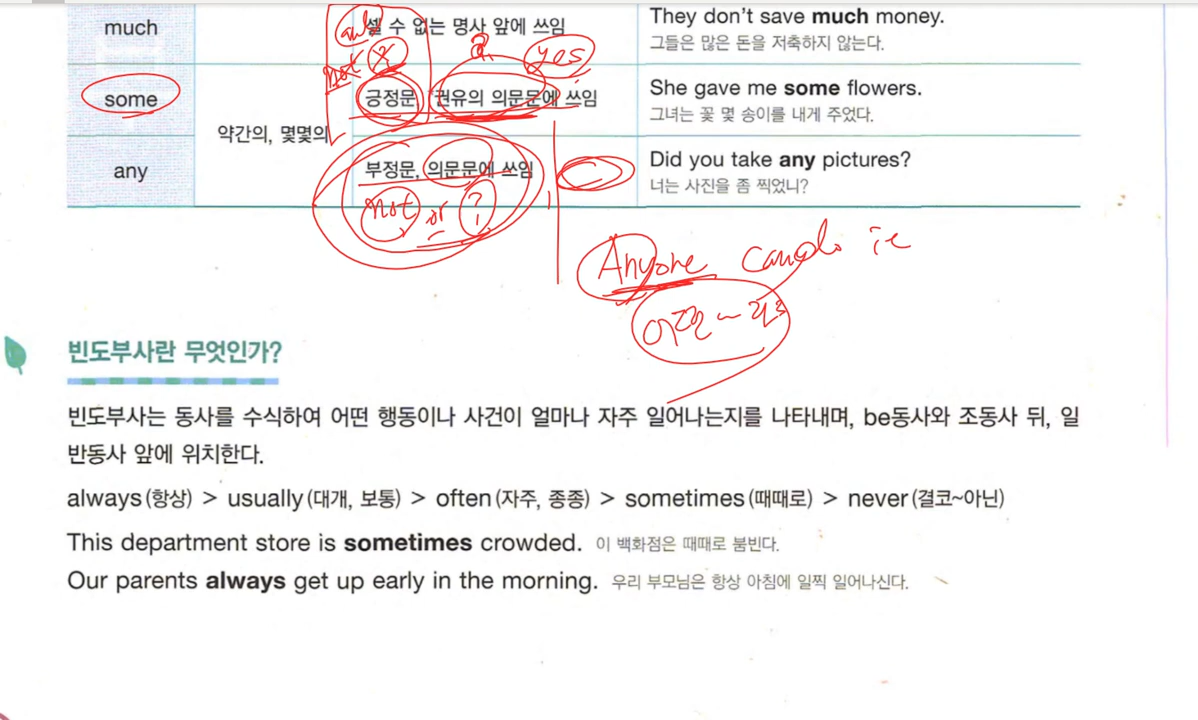 much 셀 수 없는 명사 앞에 쓰임 They don't save much money.
그들은 많은 돈을 저축하지 않는다.
not
yes
some 약간의, 몇몇의 긍정문, 권유의 의문문에 쓰임 She gave me some flowers.
그녀는 꽃 몇 송이를 내게 주었다.
any 부정문, 의문문에 쓰임 Did you take any pictures?
너는 사진을 좀 찍었니?
not or ?
Anyone can do it
빈도부사란 무엇인가?
빈도부사는 동사를 수식하여 어떤 행동이나 사건이 얼마나 자주 일어나는지를 나타내며, be동사와 조동사 뒤, 일
반동사 앞에 위치한다.
always (항상) > usually (대개, 보통) > often (자주, 종종) > sometimes (때때로) > never (결코~아닌)
This department store is sometimes crowded. 이 백화점은 때때로 붐빈다.
Our parents always get up early in the morning. 우리 부모님은 항상 아침에 일찍 일어나신다.